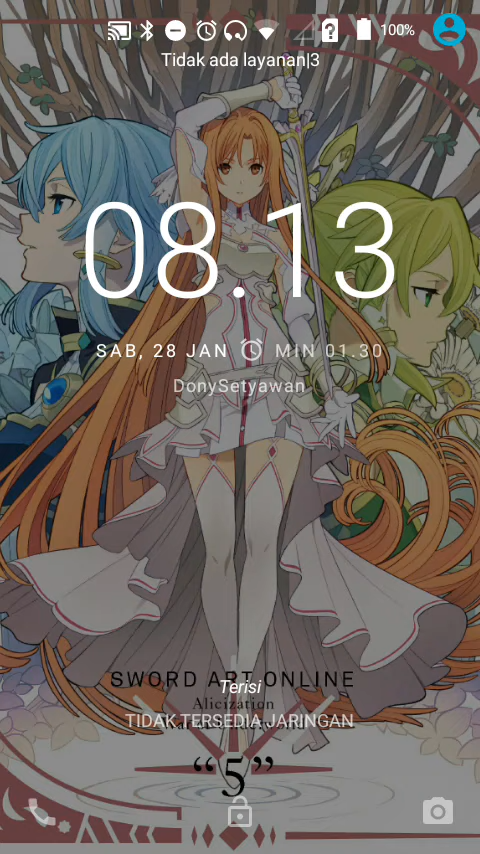 100%
Tidak ada layanan|3
08.13
SAB, 28 JAN MIN 01.30
DonySetyawan
SWORD ART ONLINE
Terisi
Alicization
TIDAK TERSEDIA JARINGAN
“5”